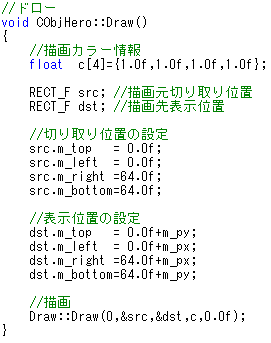 //ドロー
void CObjHero::Draw()
{
//描画カラー情報
float c[4]={1.0f,1.0f,1.0f,1.0f};
RECT_F src; //描画元切り取り位置
RECT_F dst; //描画先表示位置
//切り取り位置の設定
src.m_top = 0.0f;
src.m_left = 0.0f;
src.m_right =64.0f;
src.m_bottom=64.0f;
//表示位置の設定
dst.m_top = 0.0f+m_py;
dst.m_left = 0.0f+m_px;
dst.m_right =64.0f+m_px;
dst.m_bottom=64.0f+m_py;
//描画
Draw::Draw(0,&src,&dst,c,0.0f);
}